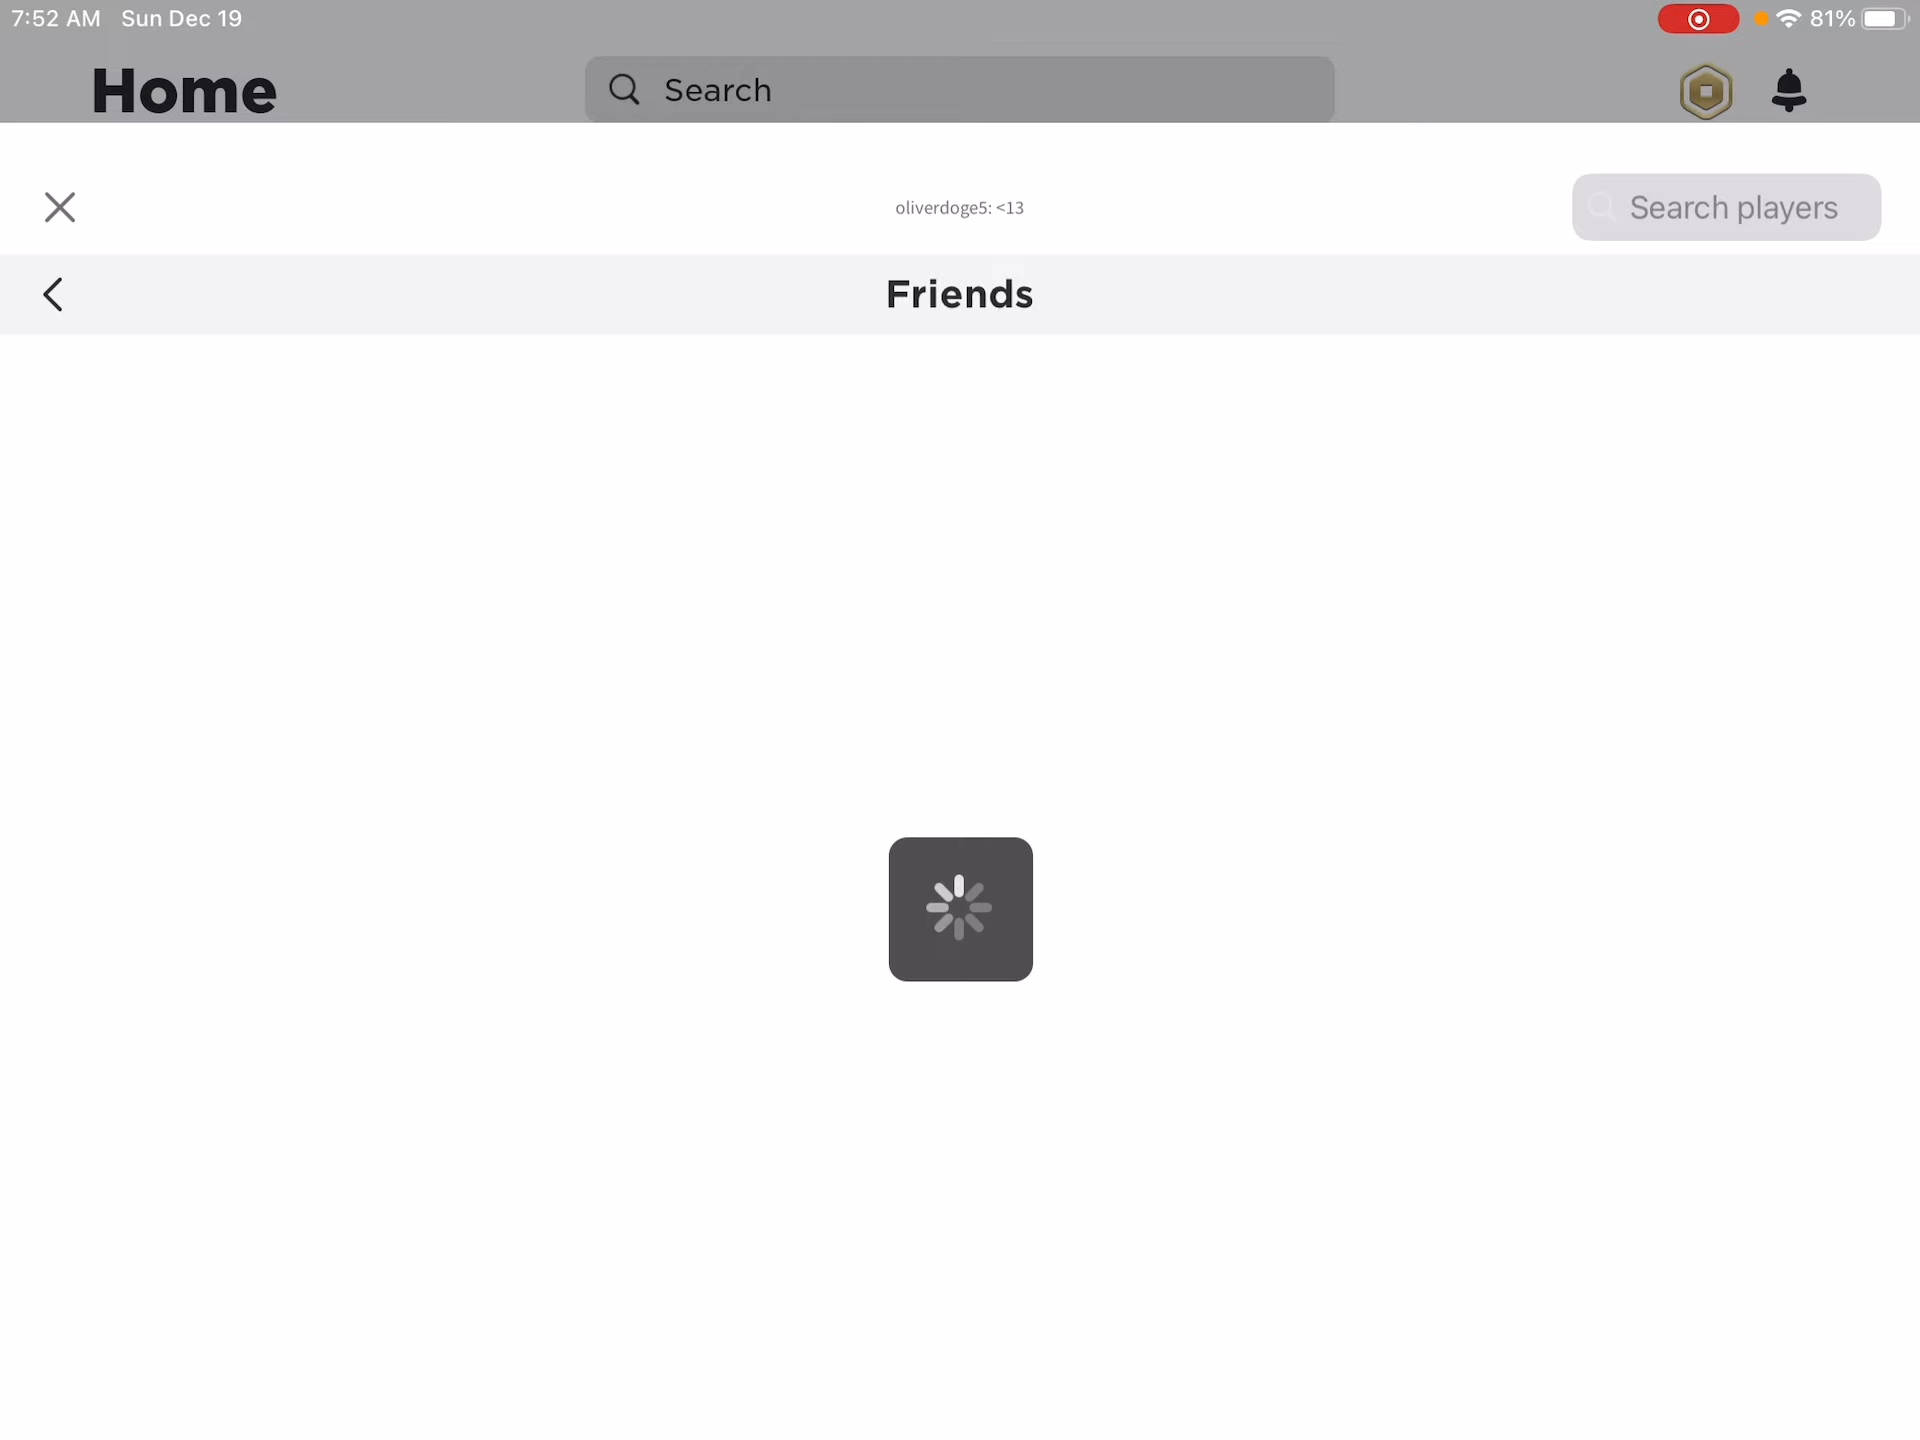 7:52 AM Sun Dec 19 81%
Home Search
oliverdoge5: <13 Search players
Friends